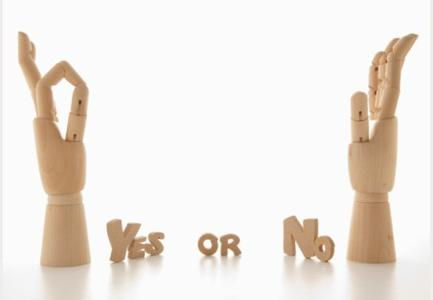 Yes or No